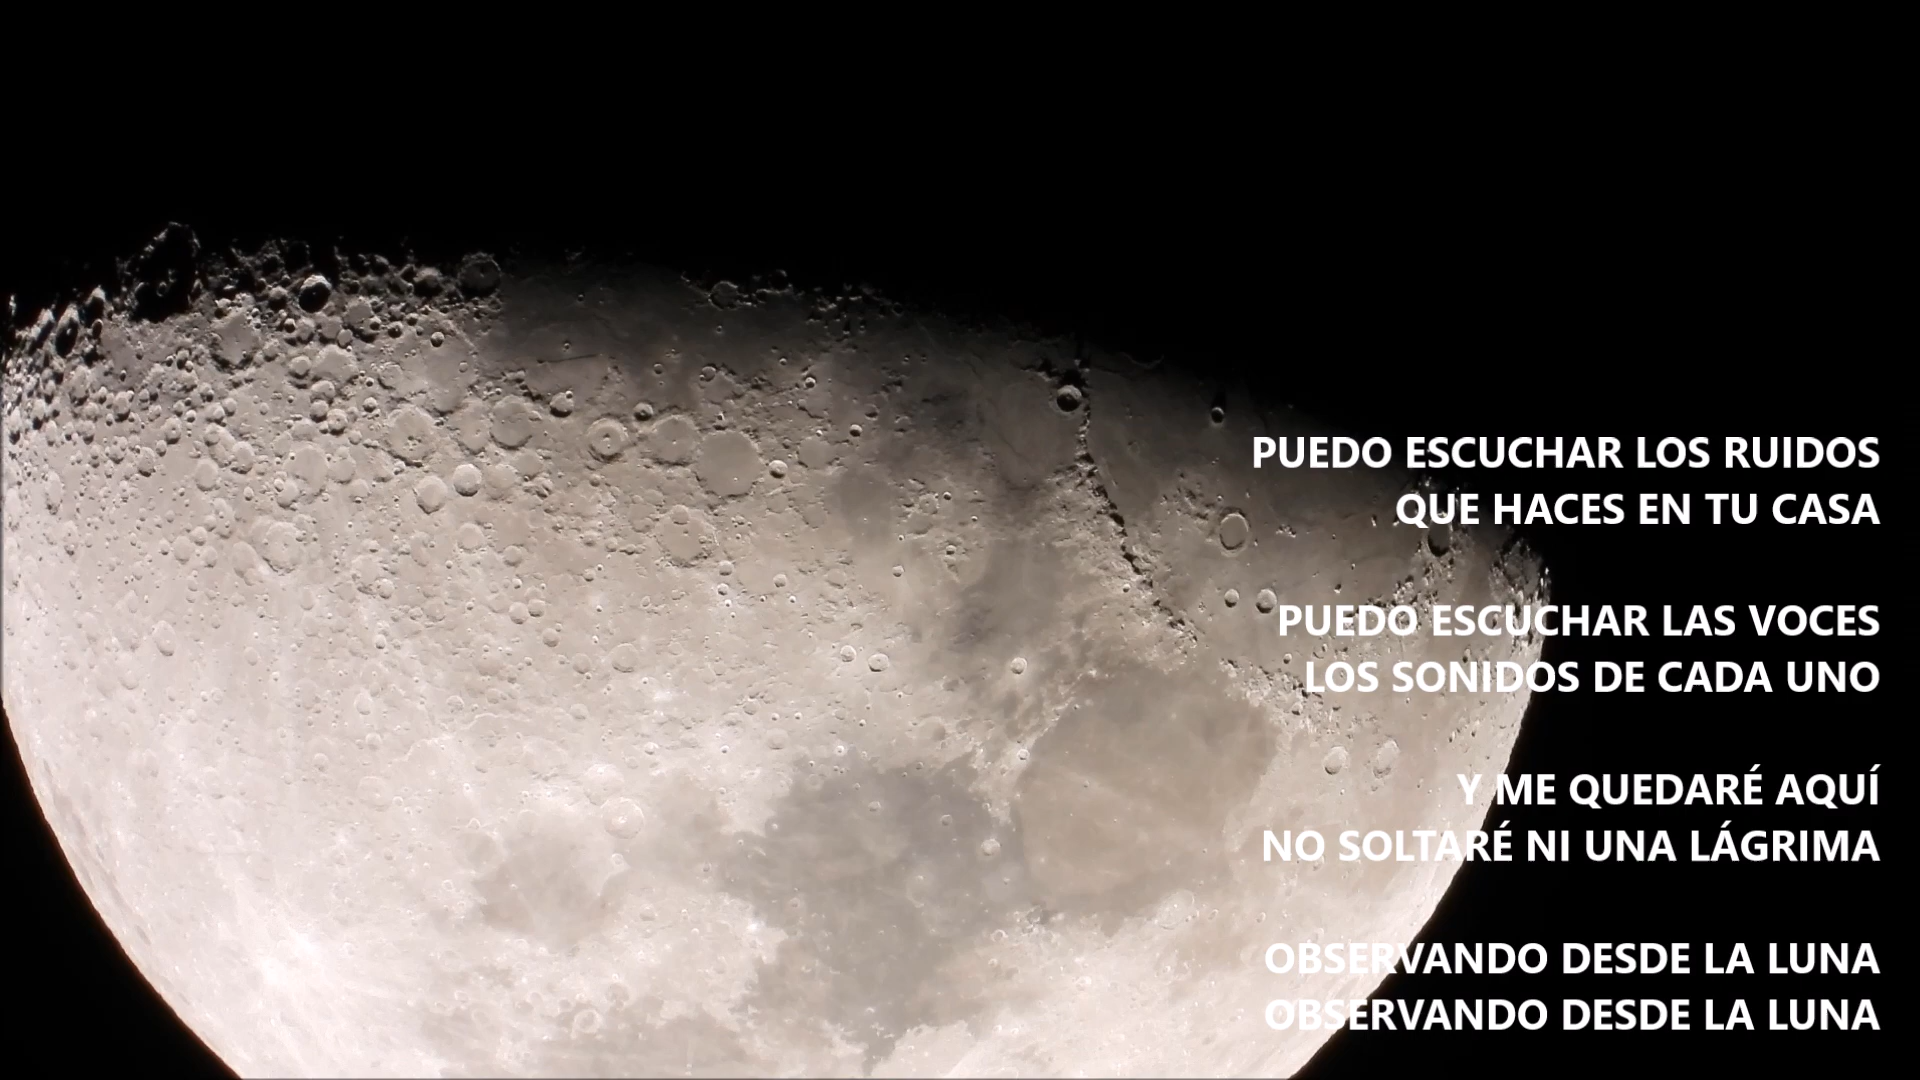 PUEDO ESCUCHAR LOS RUIDOS
QUE HACES EN TU CASA
PUEDO ESCUCHAR LAS VOCES
LOS SONIDOS DE CADA UNO
Y ME QUEDARÉ AQUÍ
NO SOLTARÉ NI UNA LÁGRIMA
OBSERVANDO DESDE LA LUNA
OBSERVANDO DESDE LA LUNA